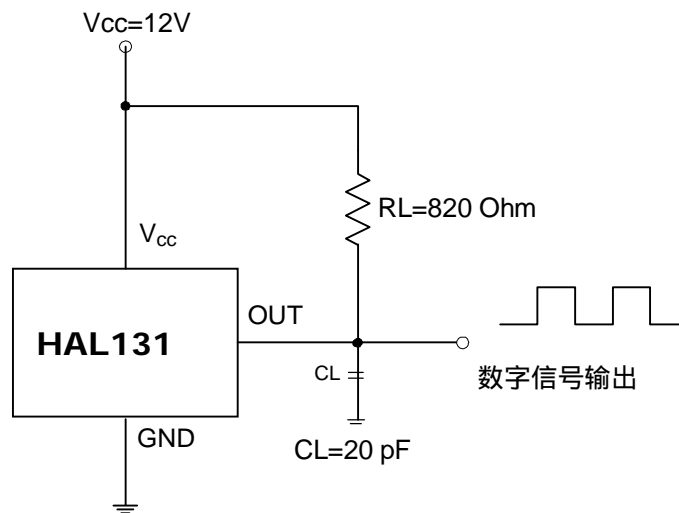 Vcc=12V
RL=820 Ohm
Vcc
OUT
HAL131
CL
数字信号输出
GND
CL=20 pF